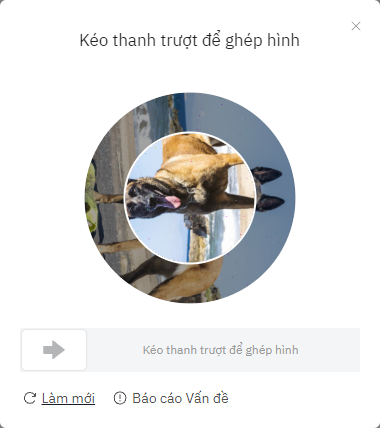 Kéo thanh trượt để ghép hình
Kéo thanh trượt để ghép hình
Làm mới
Báo cáo Vấn đề